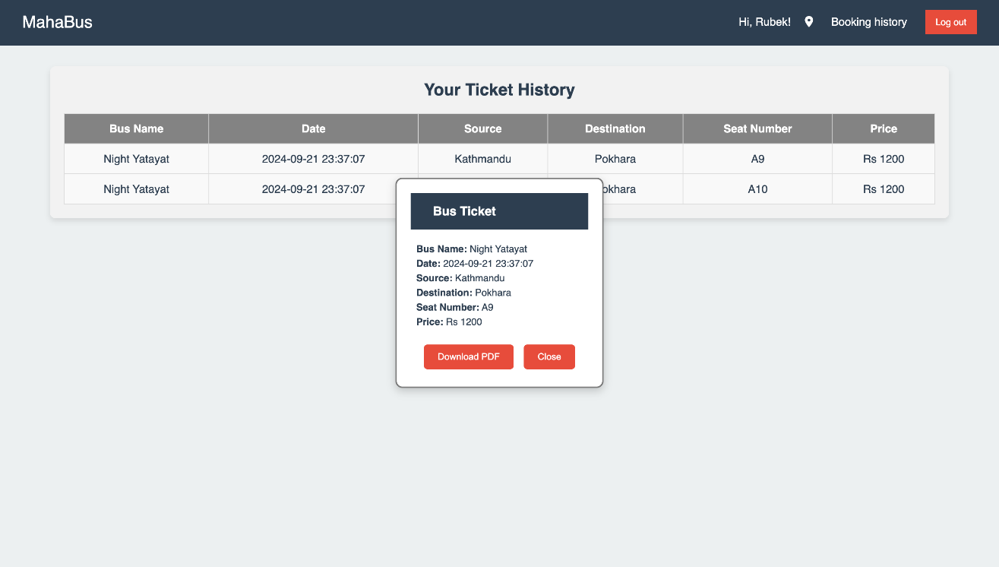 MahaBus
Hi, Rubek! Booking history Log out
Your Ticket History
Bus Name Date Source Destination Seat Number Price
Night Yatayat 2024-09-21 23:37:07 Kathmandu Pokhara A9 Rs 1200
Night Yatayat 2024-09-21 23:37:07 okhara A10 Rs 1200
Bus Ticket
Bus Name: Night Yatayat
Date: 2024-09-21 23:37:07
Source: Kathmandu
Destination: Pokhara
Seat Number: A9
Price: Rs 1200
Download PDF Close